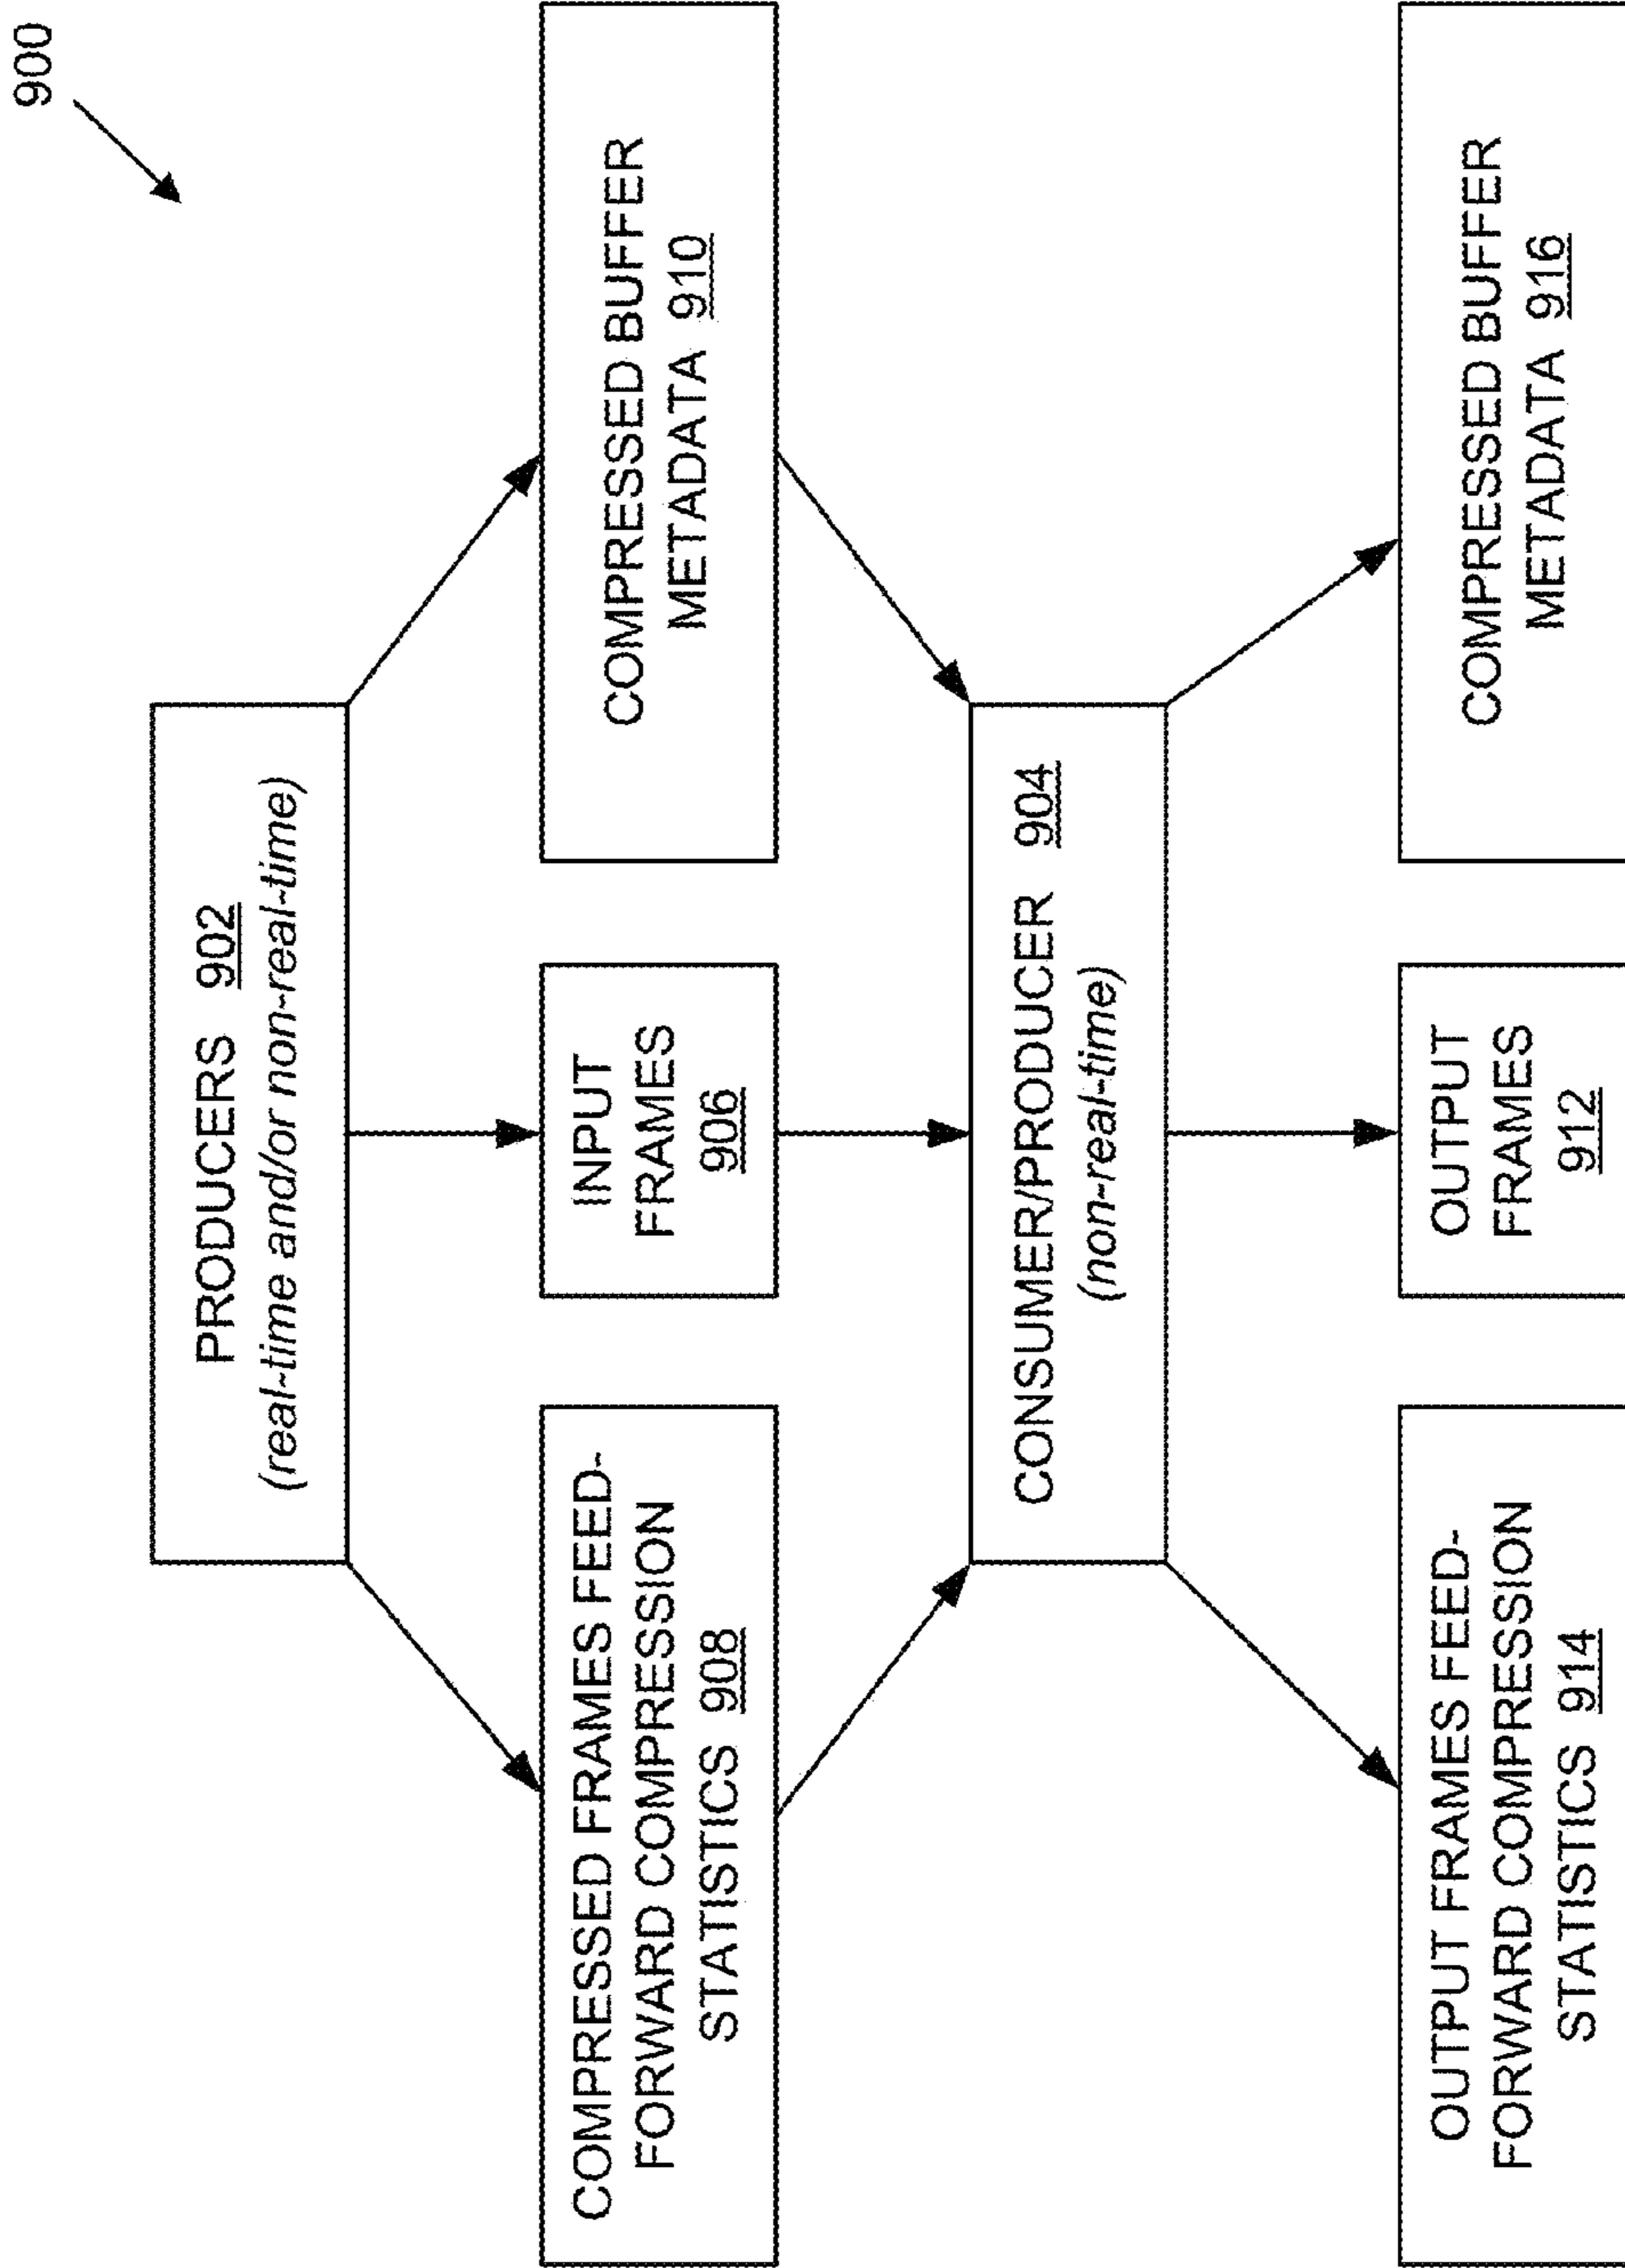 900
PRODUCERS 902
(real-time and/or non-real-time)
COMPRESSED FRAMES FEED-
FORWARD COMPRESSION
STATISTICS 908
INPUT
FRAMES
906
COMPRESSED BUFFER
METADATA 910
CONSUMER/PRODUCER 904
(non-real-time)
OUTPUT FRAMES FEED-
FORWARD COMPRESSION
STATISTICS 914
OUTPUT
FRAMES
912
COMPRESSED BUFFER
METADATA 916